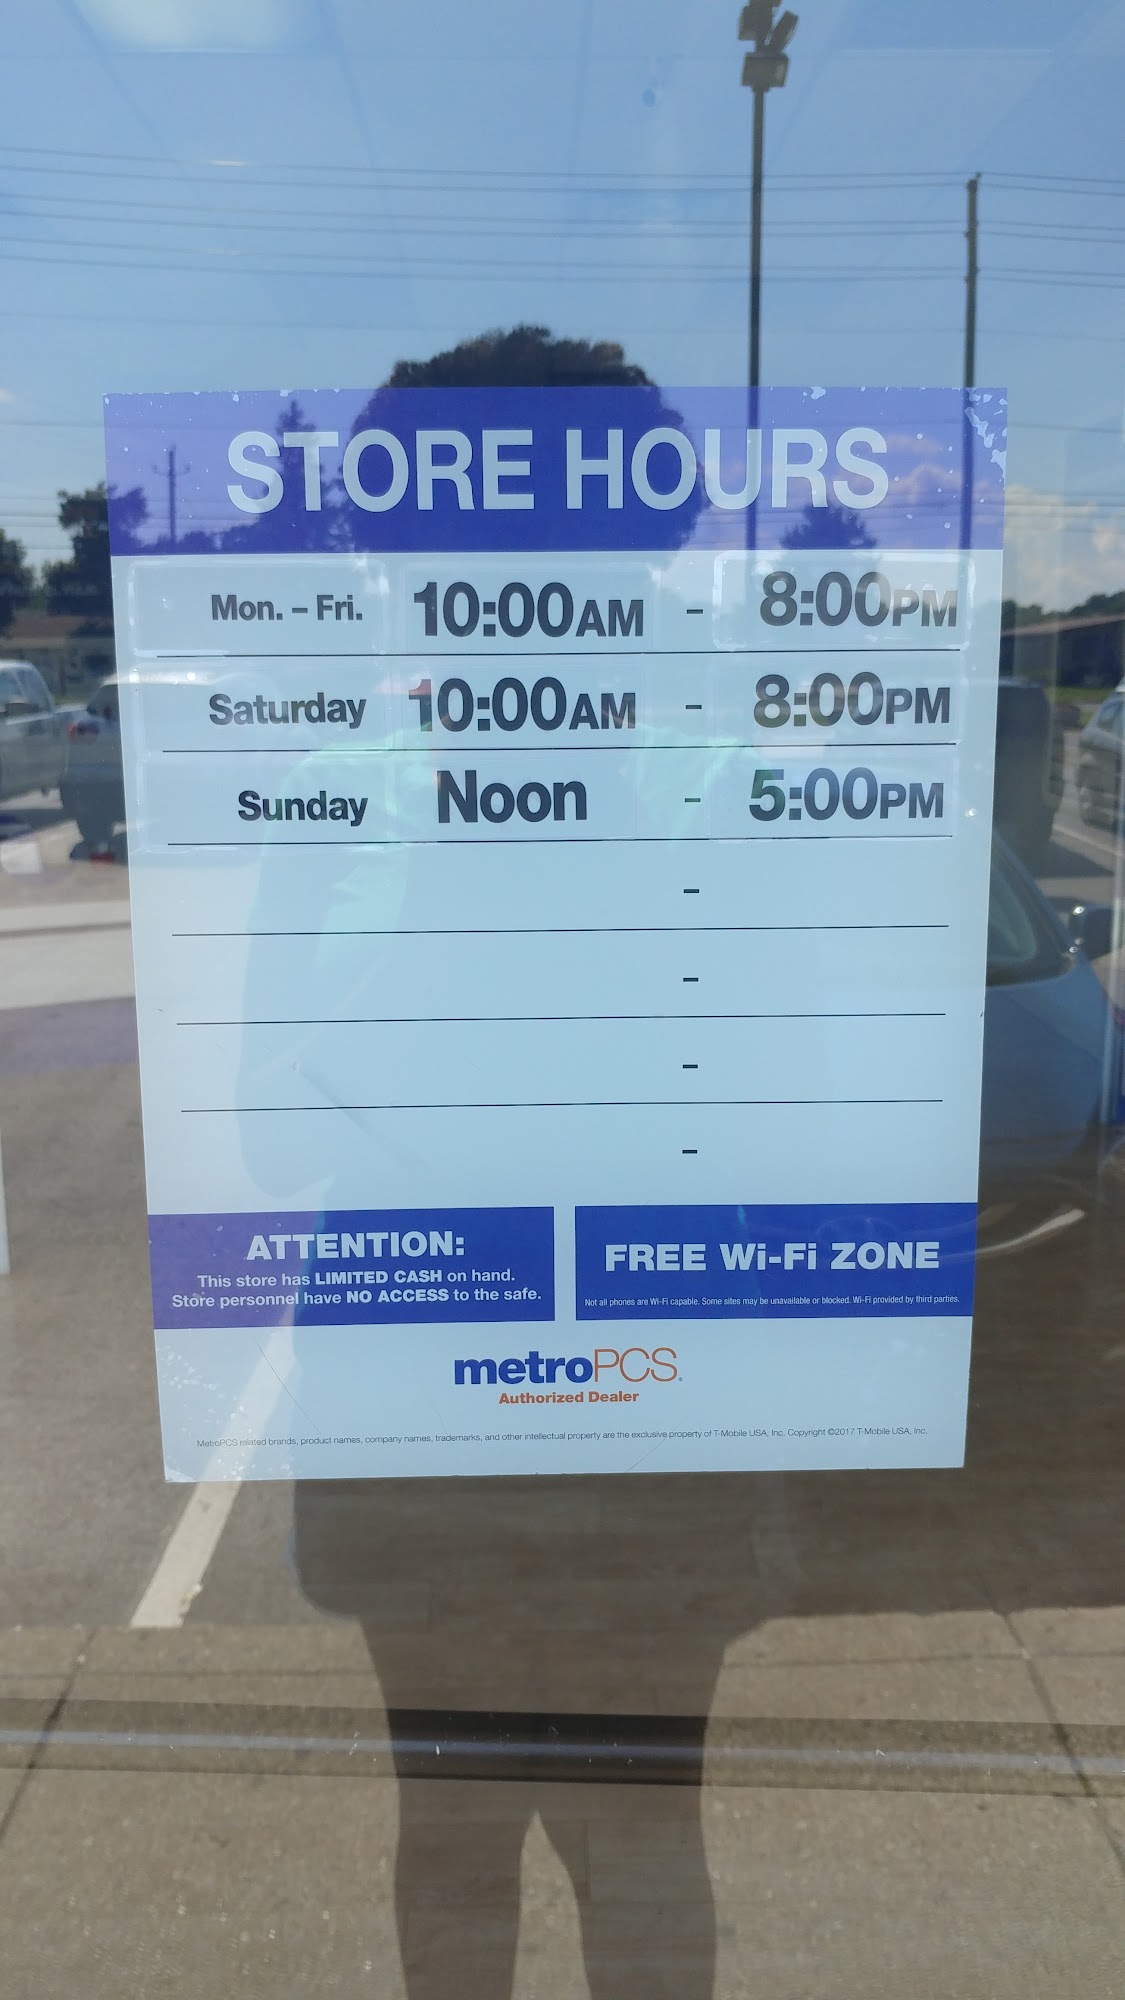 STORE HOURS
Mon. – Fri. 10:00AM - 8:00PM
Saturday 10:00AM - 8:00PM
Sunday Noon - 5:00PM
-
-
-
-
ATTENTION:
This store has LIMITED CASH on hand.
Store personnel have NO ACCESS to the safe.
FREE Wi-Fi ZONE
Not all phones are Wi-Fi capable. Some sites may be unavailable or blocked. Wi-Fi provided by third parties.
metroPCS.
Authorized Dealer
MetroPCS related brands, product names, company names, trademarks, and other intellectual property are the exclusive property of T-Mobile USA, Inc. Copyright ©2017 T-Mobile USA, Inc.